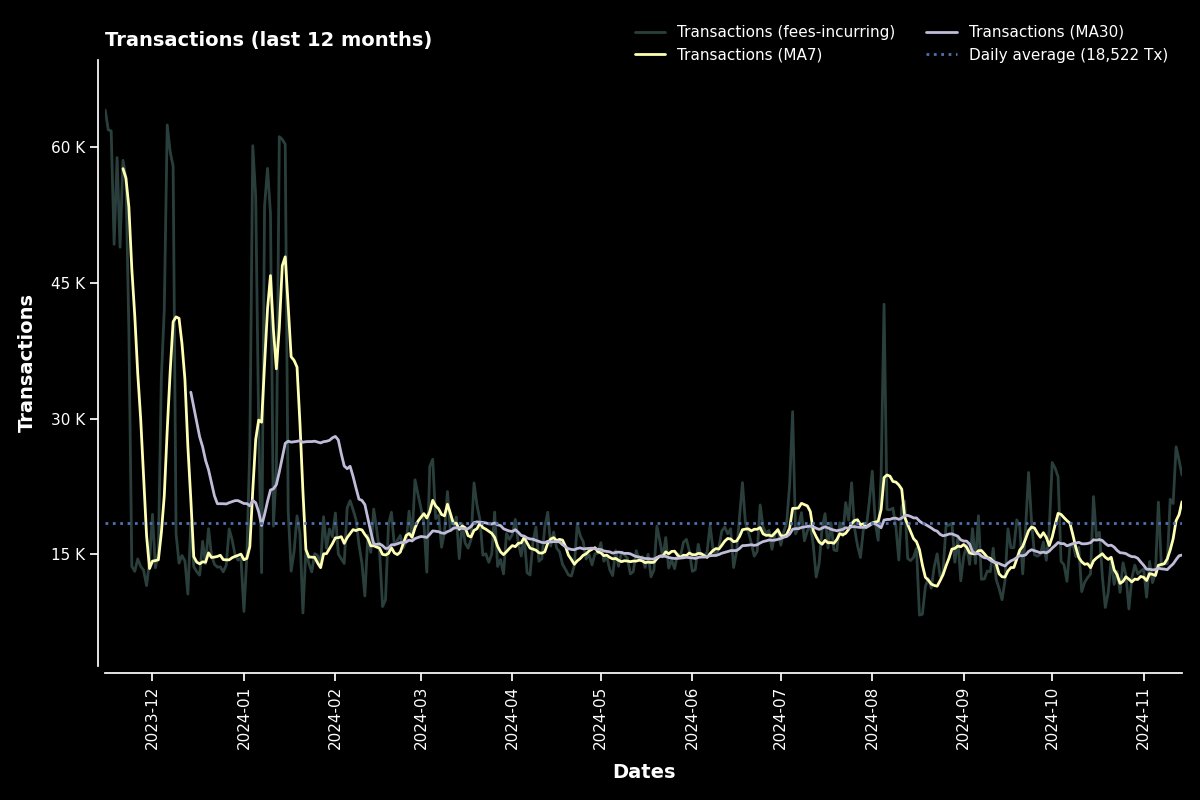 Transactions (last 12 months)
Transactions (fees-incurring)
Transactions (MA7)
Transactions (MA30)
Daily average (18,522 Tx)
Transactions
60 K
45 K
30 K
15 K
2023-12
2024-01
2024-02
2024-03
2024-04
2024-05
2024-06
2024-07
2024-08
2024-09
2024-10
2024-11
Dates